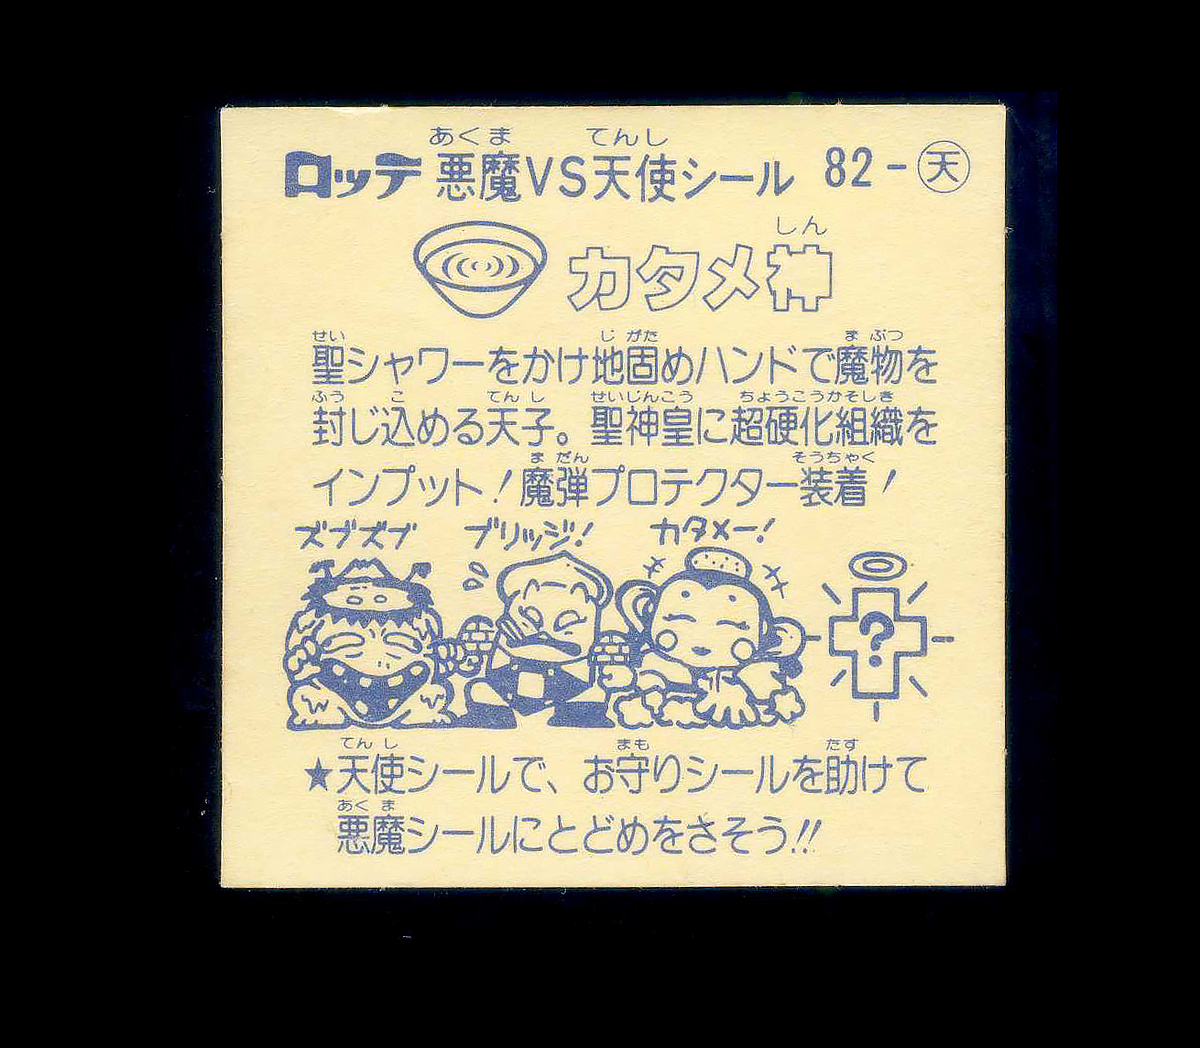 あくま てんし
ロッテ 悪魔VS天使シール 82-天
しん
カタメ神
せい じ がた ま ぶつ
聖シャワーをかけ地固めハンドで魔物を
ふう こ てん し せいじんこう ちょうこうかそしき
封じ込める天子。聖神皇に超硬化組織を
ま だん そうちゃく
インプット!魔弾プロテクター装着!
ズブズブ ブリッジ! カタメー!
?
てん し まも たす
★天使シールで、お守りシールを助けて
あく ま
悪魔シールにとどめをさそう!!